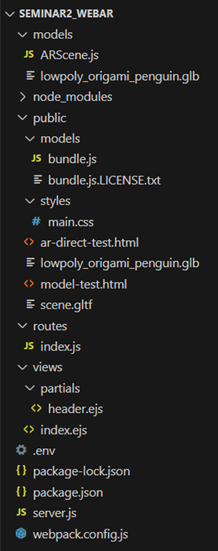 SEMINAR2_WEBAR
models
JS ARScene.js
lowpoly_origami_penguin.glb
node_modules
public
models
JS bundle.js
bundle.js.LICENSE.txt
styles
# main.css
<> ar-direct-test.html
lowpoly_origami_penguin.glb
<> model-test.html
scene.gltf
routes
JS index.js
views
partials
<> header.ejs
<> index.ejs
.env
{} package-lock.json
{} package.json
JS server.js
webpack.config.js